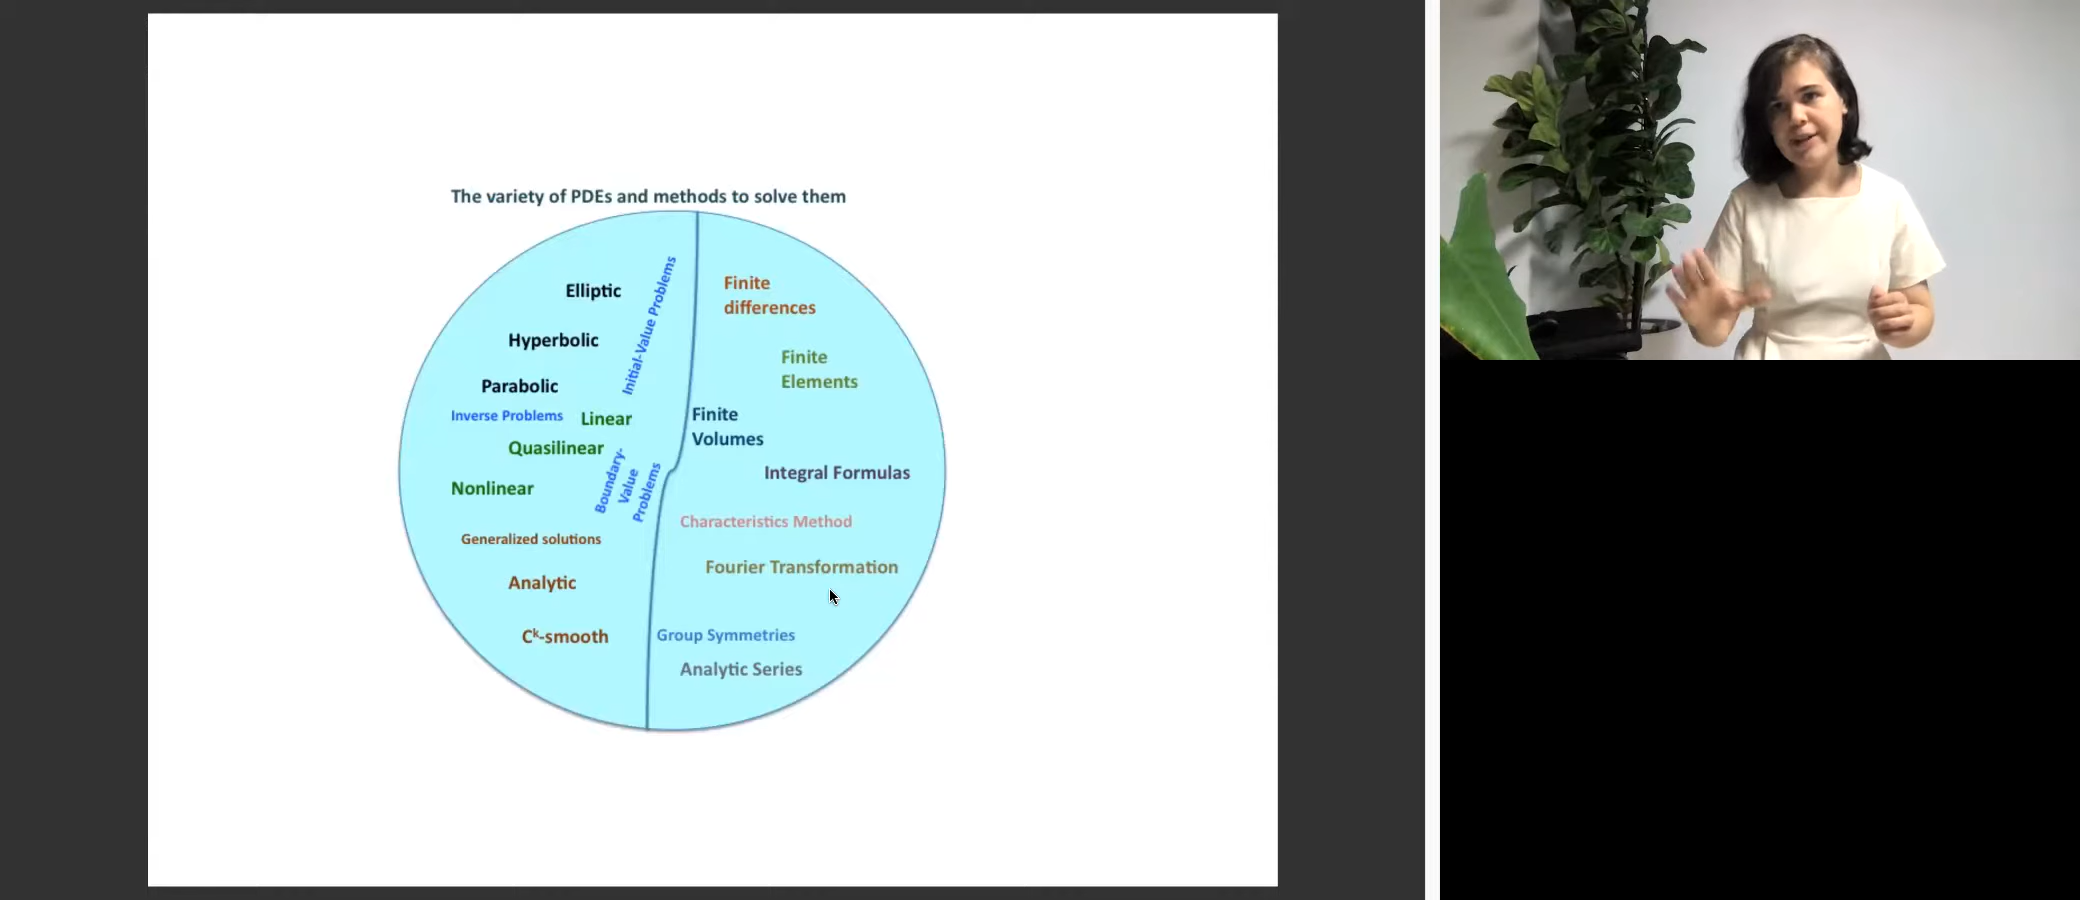 The variety of PDEs and methods to solve them
Elliptic
Hyperbolic
Parabolic
Initial-Value Problems
Inverse Problems
Linear
Quasilinear
Nonlinear
Boundary-
Value
Problems
Generalized solutions
Analytic
Cᵏ-smooth
Finite
differences
Finite
Elements
Finite
Volumes
Integral Formulas
Characteristics Method
Fourier Transformation
Group Symmetries
Analytic Series